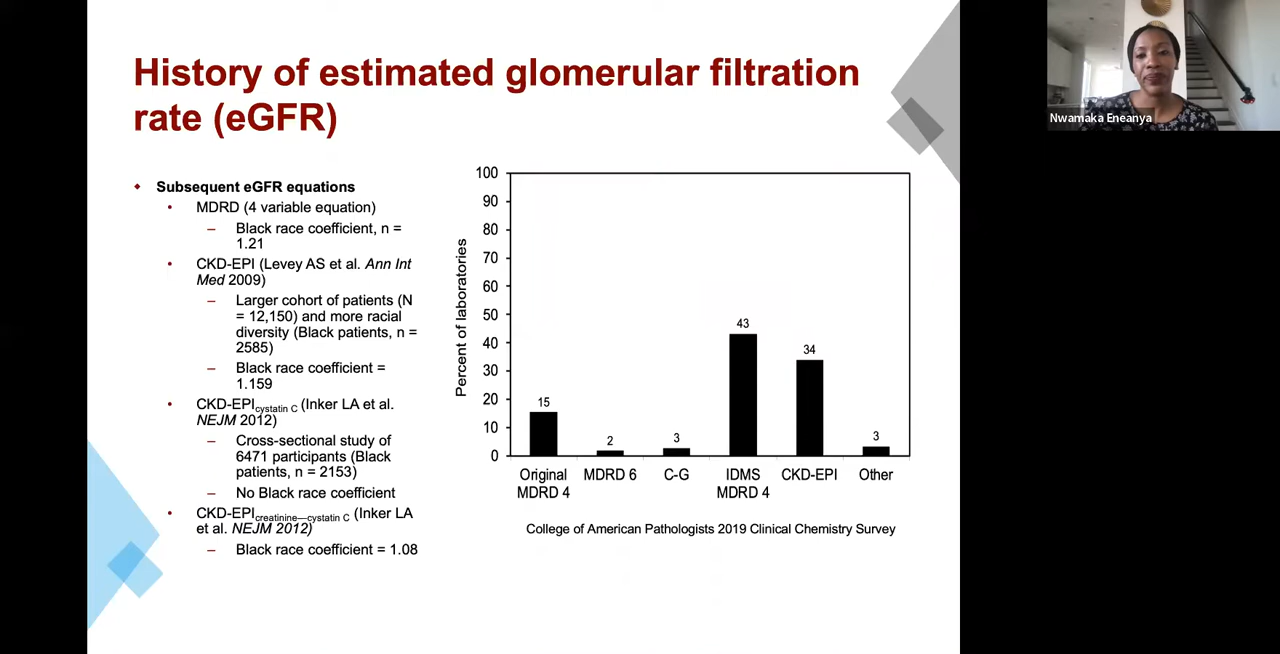 History of estimated glomerular filtration
rate (eGFR)
Nwamaka Eneanya
❖ Subsequent eGFR equations
• MDRD (4 variable equation)
– Black race coefficient, n =
1.21
• CKD-EPI (Levey AS et al. Ann Int
Med 2009)
– Larger cohort of patients (N
= 12,150) and more racial
diversity (Black patients, n =
2585)
– Black race coefficient =
1.159
• CKD-EPIcystatin C (Inker LA et al.
NEJM 2012)
– Cross-sectional study of
6471 participants (Black
patients, n = 2153)
– No Black race coefficient
• CKD-EPIcreatinine—cystatin C (Inker LA
et al. NEJM 2012)
– Black race coefficient = 1.08
Percent of laboratories
100
90
80
70
60
50
40
30
20
10
0
15
2
3
43
34
3
Original
MDRD 4
MDRD 6
C-G
IDMS
MDRD 4
CKD-EPI
Other
College of American Pathologists 2019 Clinical Chemistry Survey